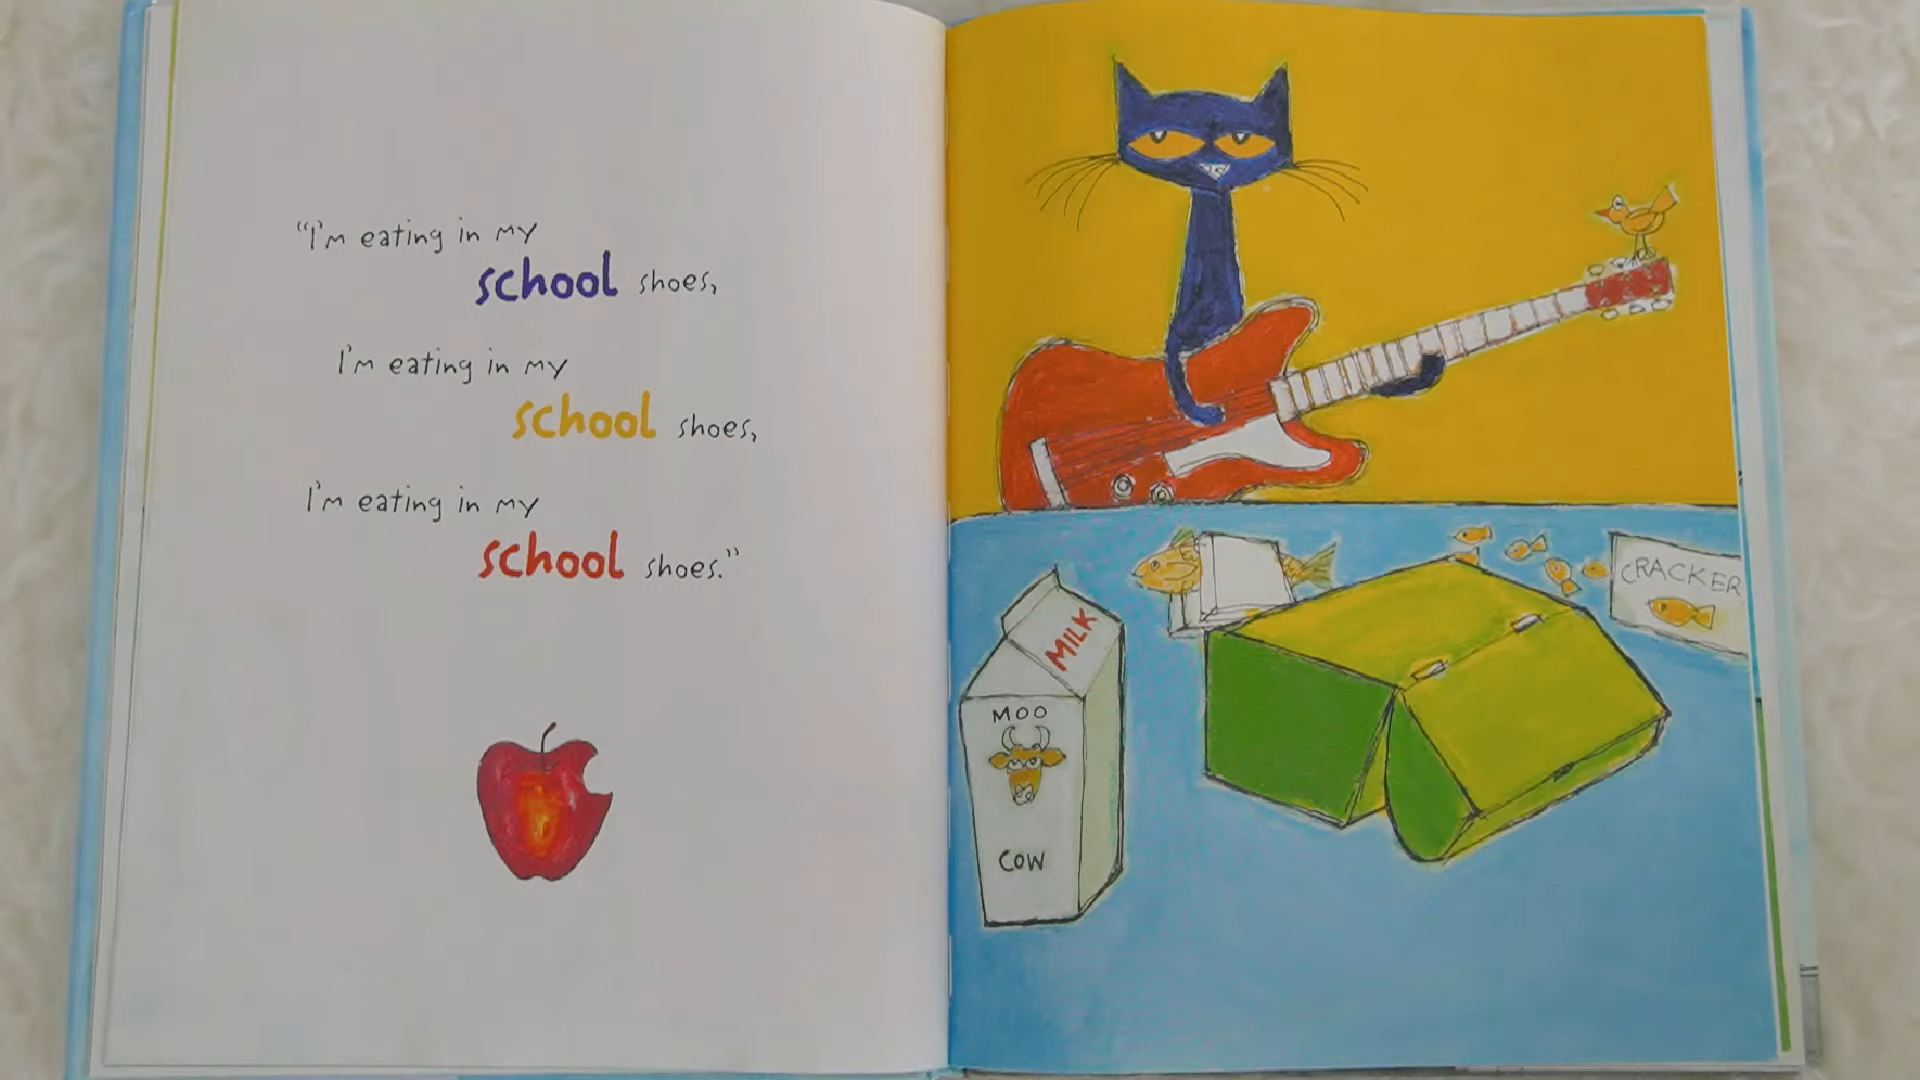 “I'm eating in my
school shoes,
I'm eating in my
school shoes,
I'm eating in my
school shoes.”
MILK
MOO
COW
CRACKER